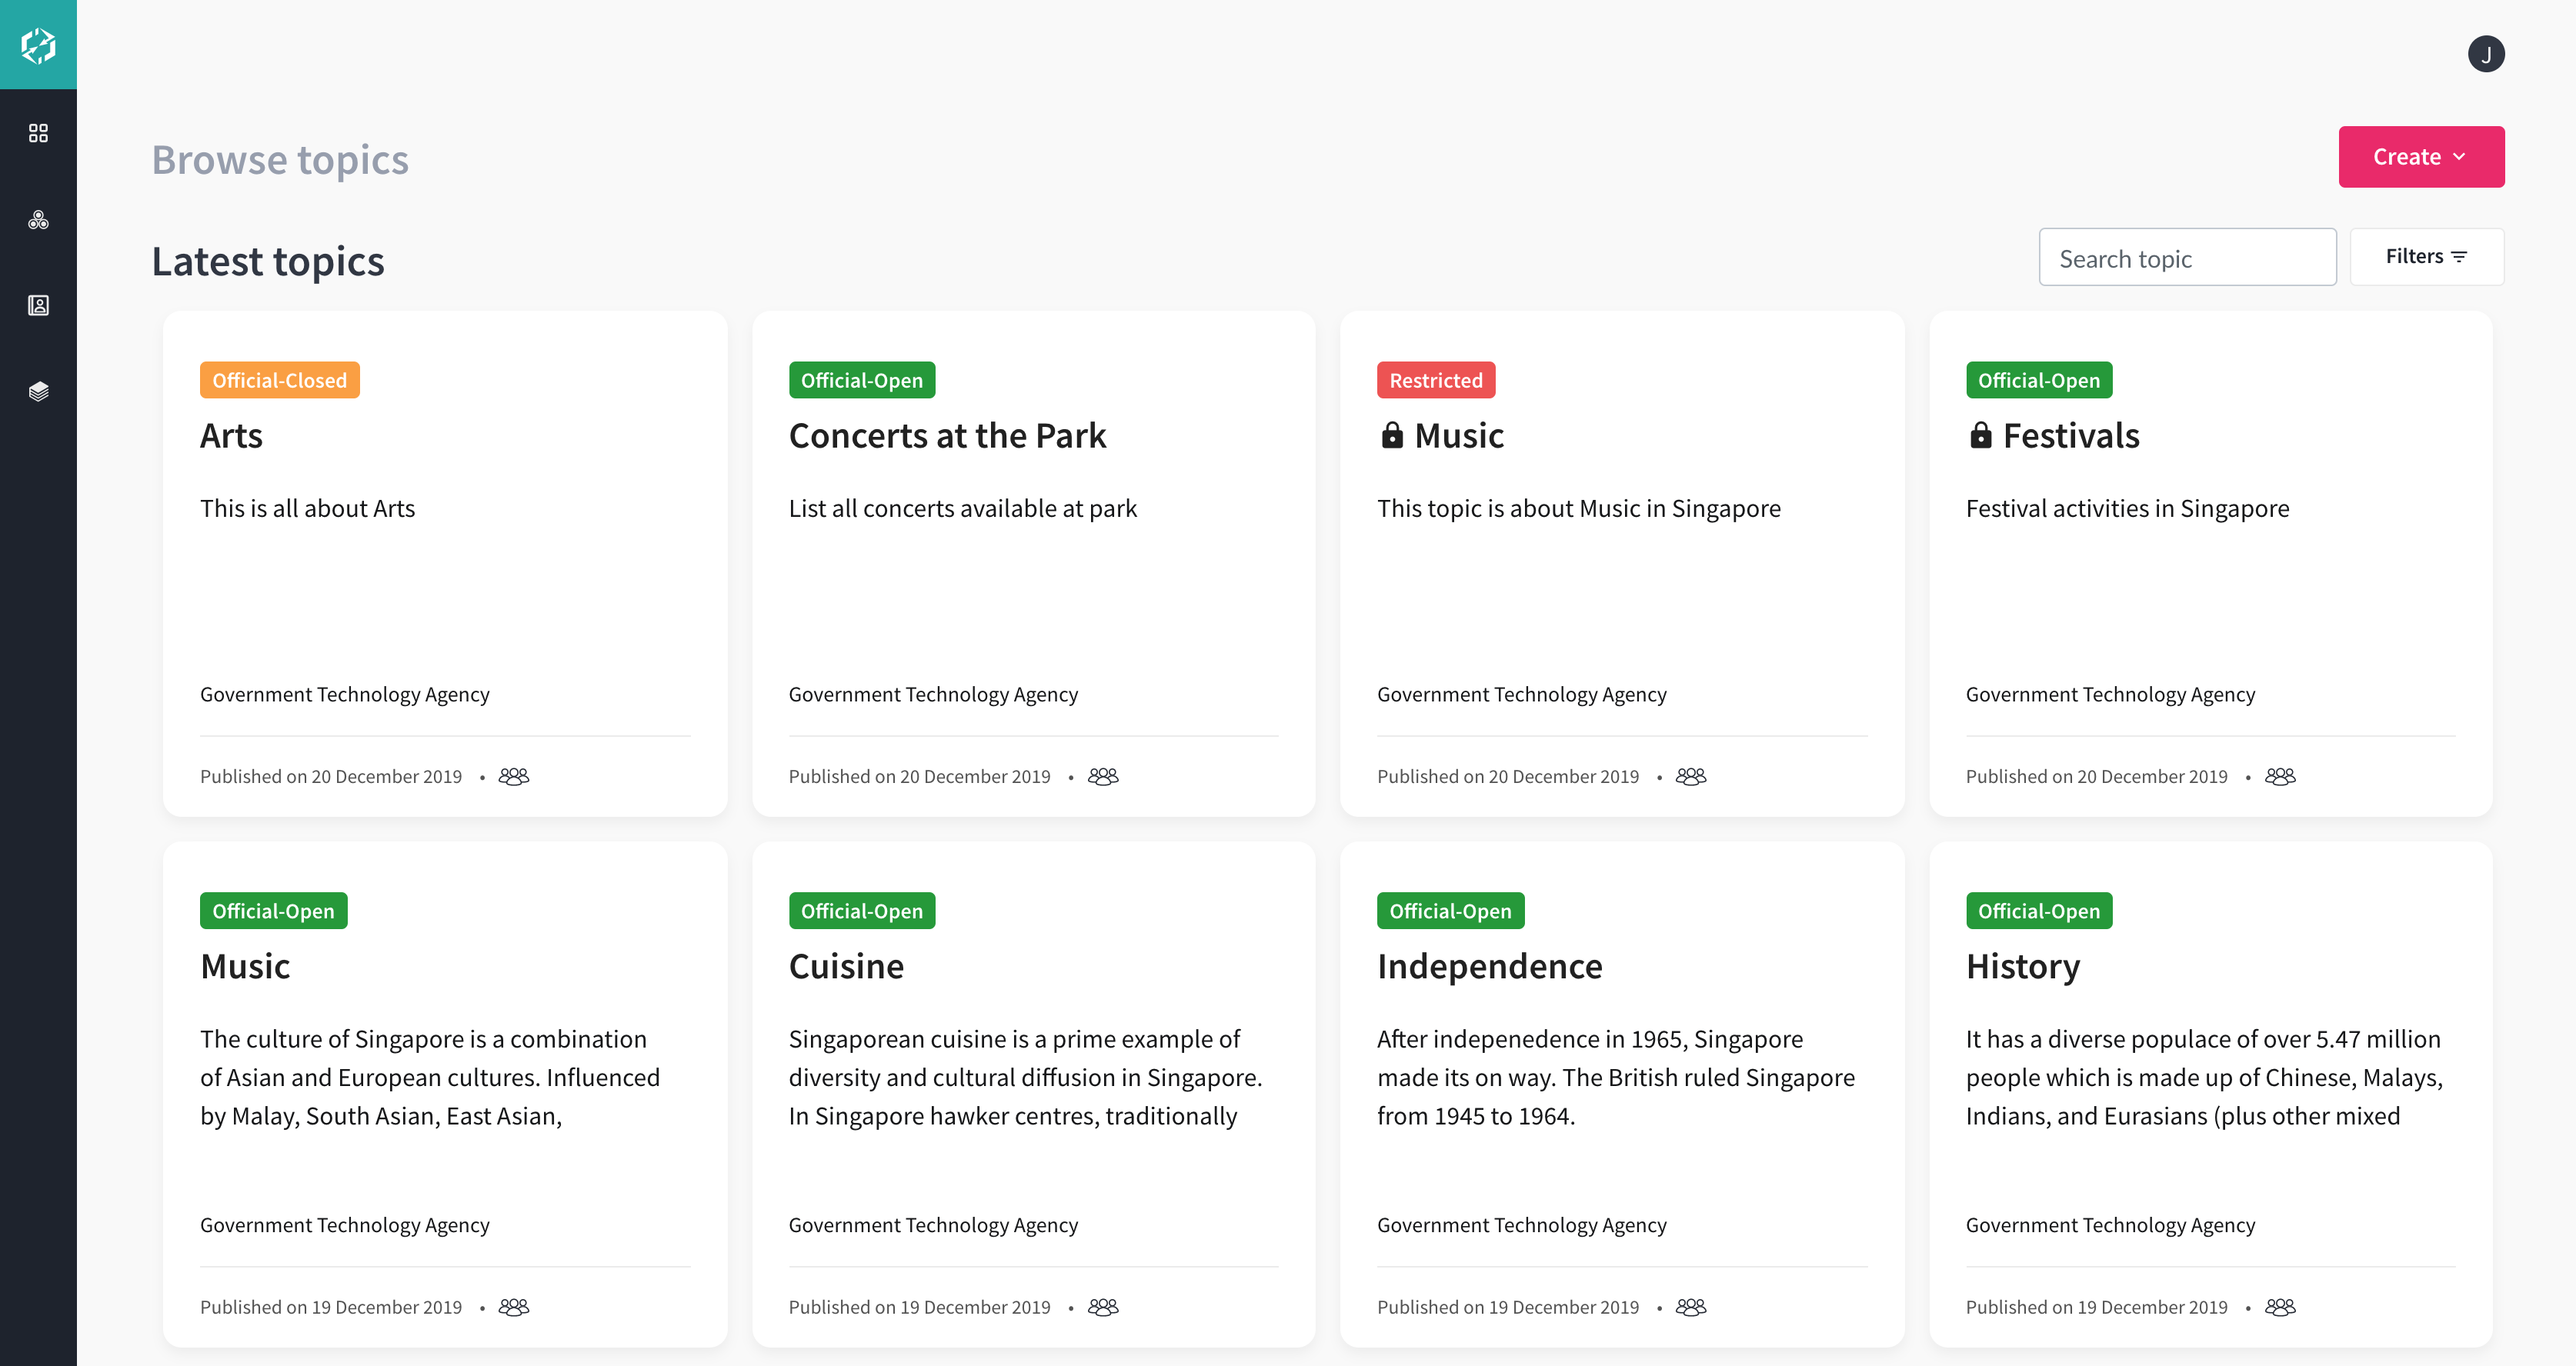 J
Browse topics
Create
Latest topics
Search topic
Filters
Official-Closed
Arts
This is all about Arts
Government Technology Agency
Published on 20 December 2019 •
Official-Open
Concerts at the Park
List all concerts available at park
Government Technology Agency
Published on 20 December 2019 •
Restricted
Music
This topic is about Music in Singapore
Government Technology Agency
Published on 20 December 2019 •
Official-Open
Festivals
Festival activities in Singapore
Government Technology Agency
Published on 20 December 2019 •
Official-Open
Music
The culture of Singapore is a combination
of Asian and European cultures. Influenced
by Malay, South Asian, East Asian,
Government Technology Agency
Published on 19 December 2019 •
Official-Open
Cuisine
Singaporean cuisine is a prime example of
diversity and cultural diffusion in Singapore.
In Singapore hawker centres, traditionally
Government Technology Agency
Published on 19 December 2019 •
Official-Open
Independence
After indepenedence in 1965, Singapore
made its on way. The British ruled Singapore
from 1945 to 1964.
Government Technology Agency
Published on 19 December 2019 •
Official-Open
History
It has a diverse populace of over 5.47 million
people which is made up of Chinese, Malays,
Indians, and Eurasians (plus other mixed
Government Technology Agency
Published on 19 December 2019 •